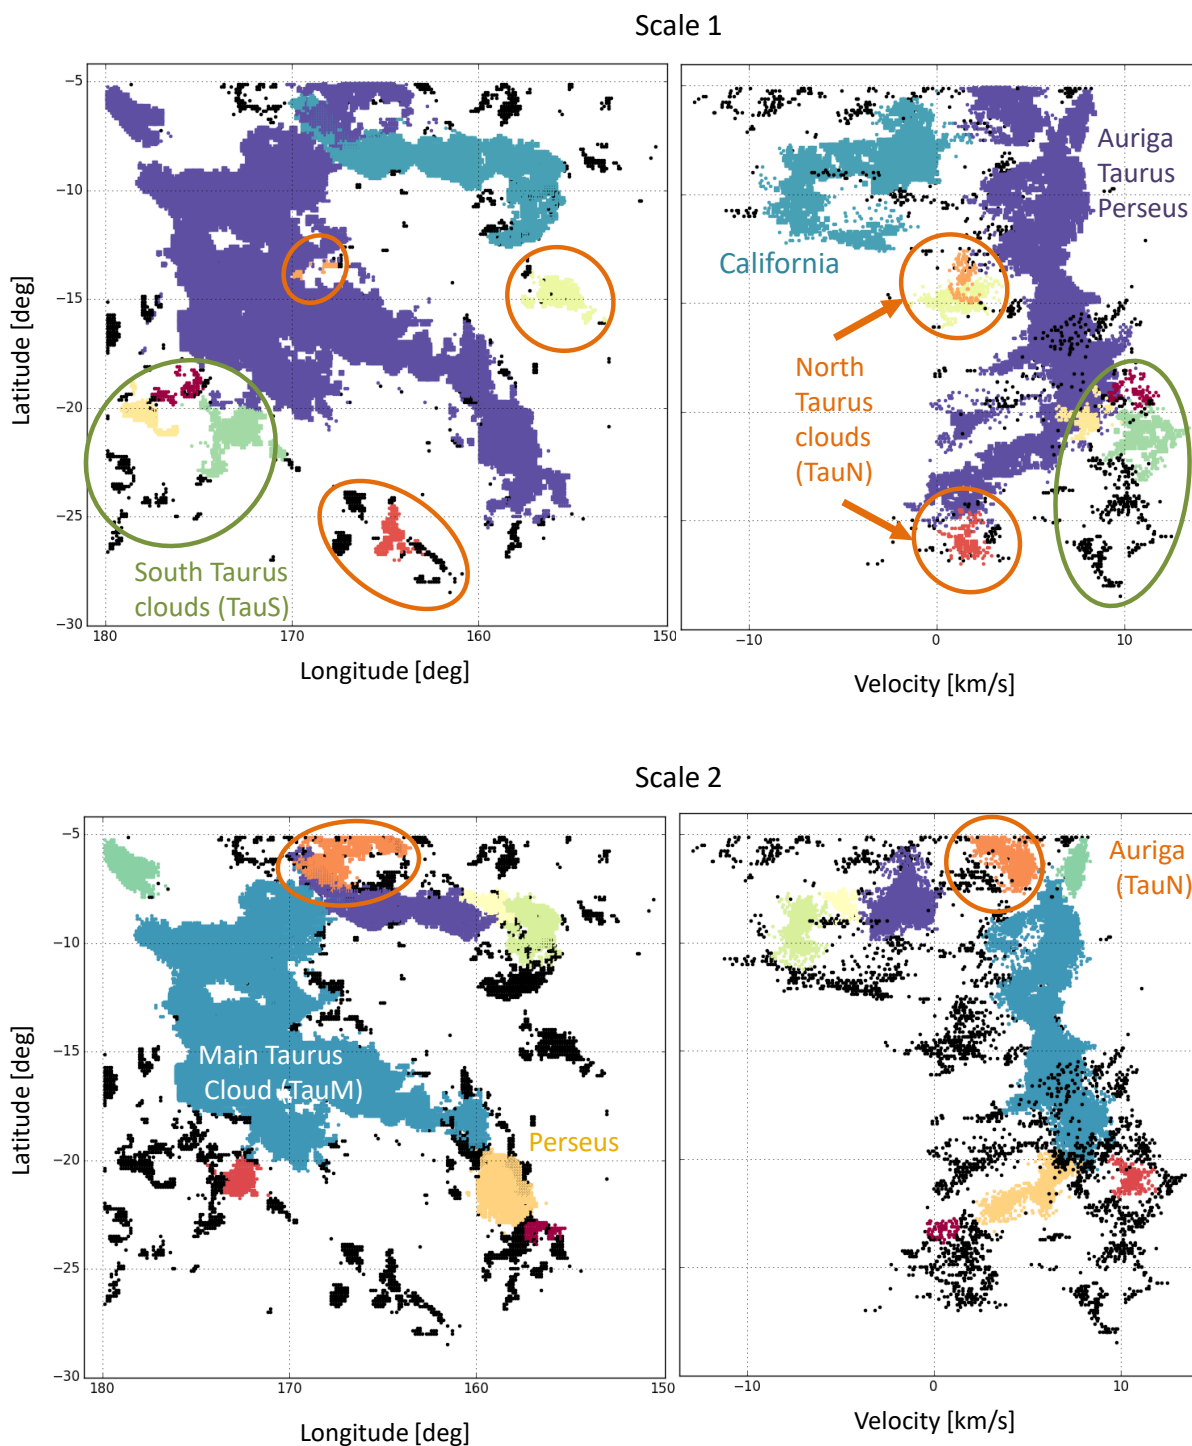 Scale 1
−5
−10
−15
−20
−25
−30
180
170
160
150
Latitude [deg]
Longitude [deg]
South Taurus
clouds (TauS)
Auriga
Taurus
Perseus
California
North
Taurus
clouds
(TauN)
−10
0
10
Velocity [km/s]
Scale 2
−5
−10
−15
−20
−25
−30
180
170
160
150
Latitude [deg]
Longitude [deg]
Main Taurus
Cloud (TauM)
Perseus
Auriga
(TauN)
−10
0
10
Velocity [km/s]